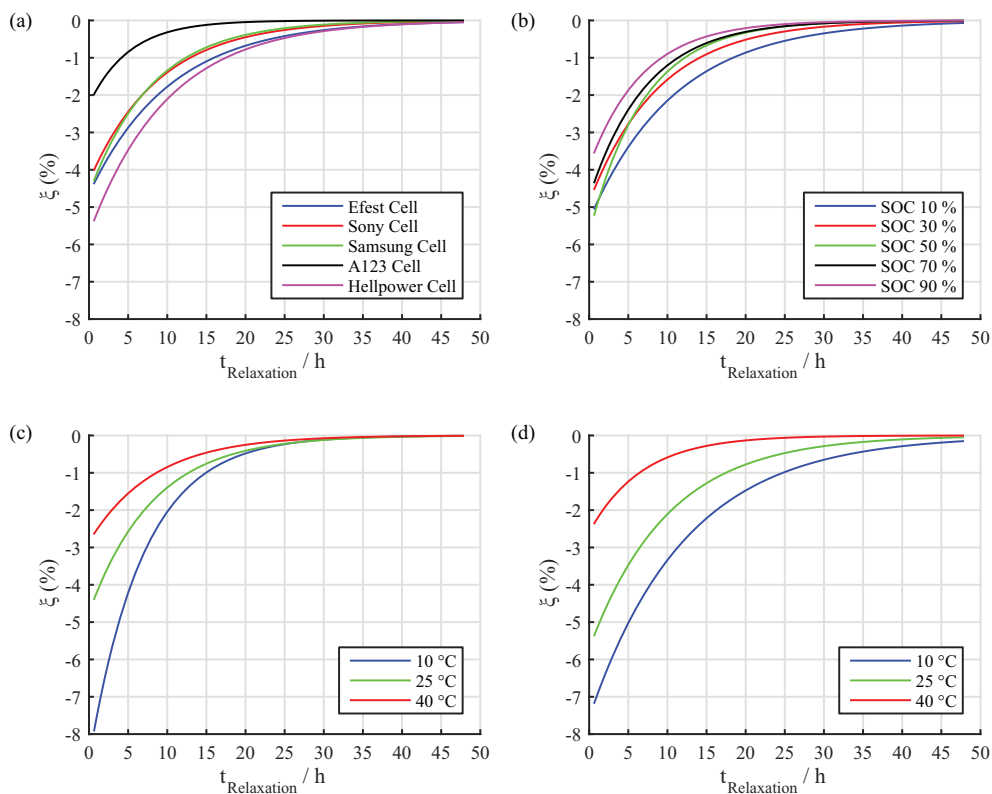 (a)
0
-1
-2
-3
-4
-5
-6
-7
-8
ξ (%)
Efest Cell
Sony Cell
Samsung Cell
A123 Cell
Hellpower Cell
0 5 10 15 20 25 30 35 40 45 50
tRelaxation / h
(b)
0
-1
-2
-3
-4
-5
-6
-7
-8
ξ (%)
SOC 10 %
SOC 30 %
SOC 50 %
SOC 70 %
SOC 90 %
0 5 10 15 20 25 30 35 40 45 50
tRelaxation / h
(c)
0
-1
-2
-3
-4
-5
-6
-7
-8
ξ (%)
10 °C
25 °C
40 °C
0 5 10 15 20 25 30 35 40 45 50
tRelaxation / h
(d)
0
-1
-2
-3
-4
-5
-6
-7
-8
ξ (%)
10 °C
25 °C
40 °C
0 5 10 15 20 25 30 35 40 45 50
tRelaxation / h